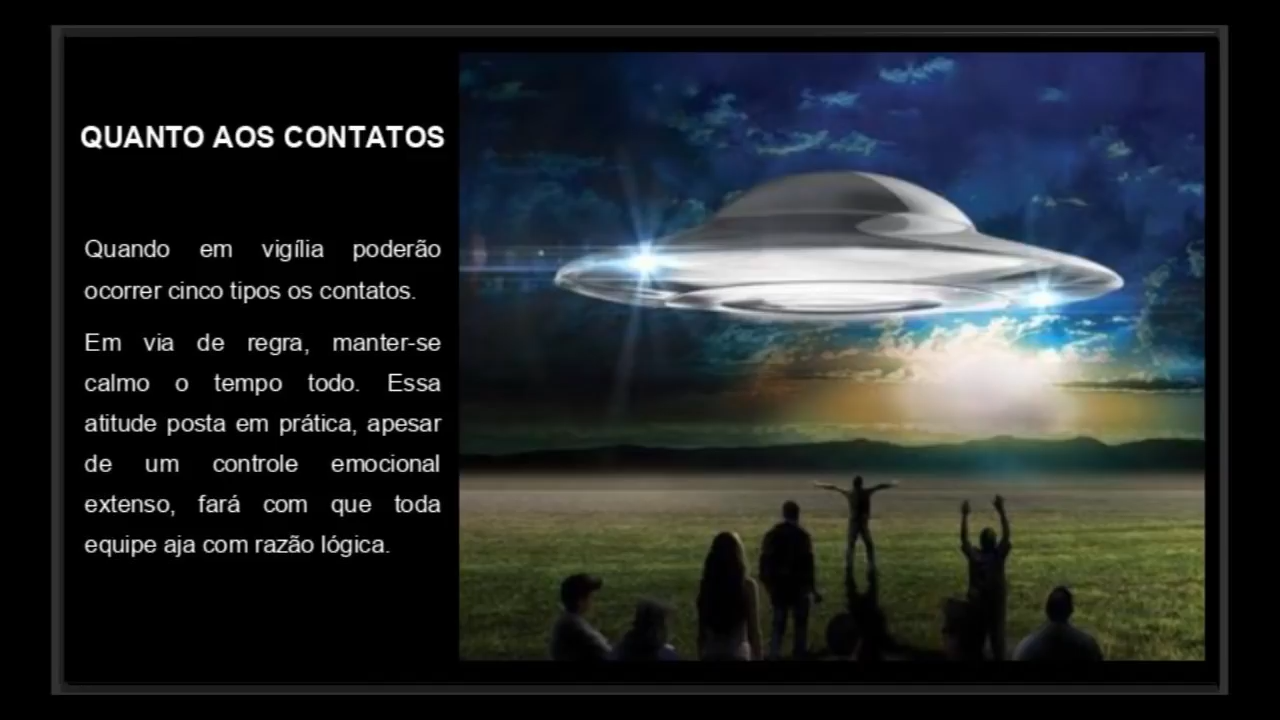 QUANTO AOS CONTATOS
Quando em vigília poderão
ocorrer cinco tipos os contatos.
Em via de regra, manter-se
calmo o tempo todo. Essa
atitude posta em prática, apesar
de um controle emocional
extenso, fará com que toda
equipe aja com razão lógica.